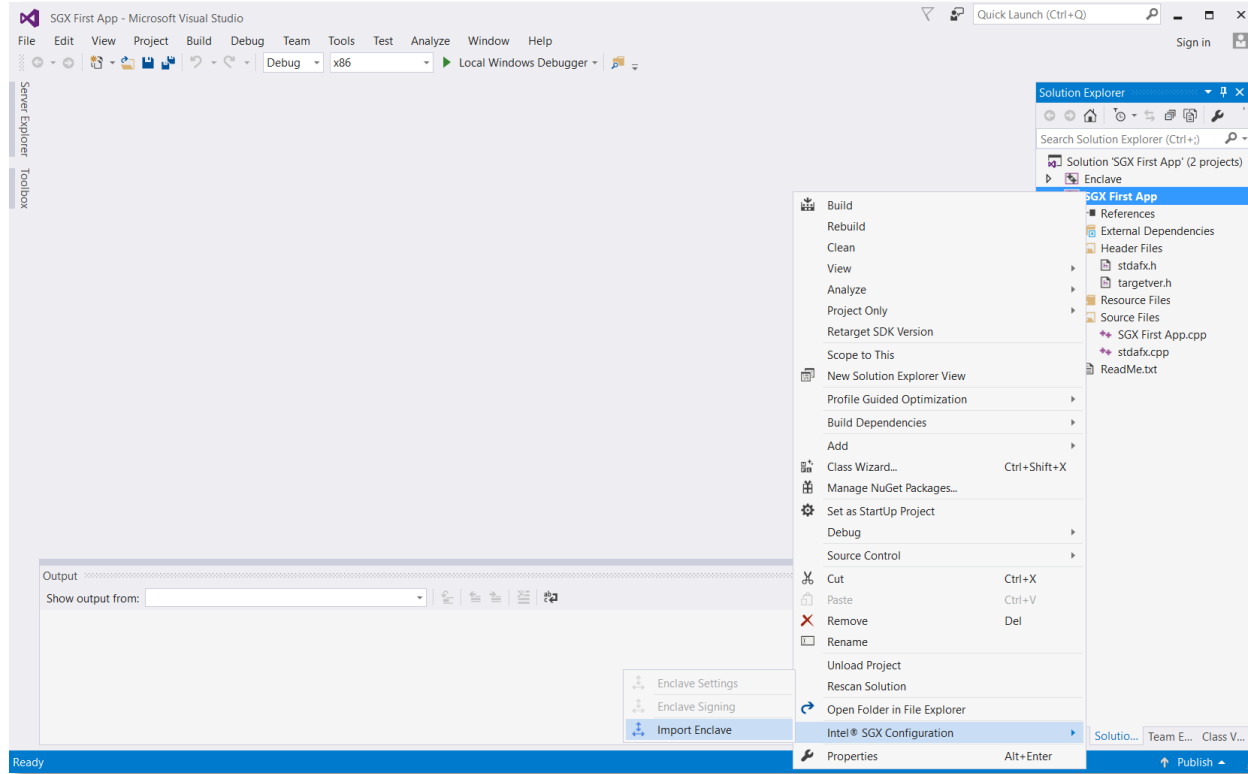 SGX First App - Microsoft Visual Studio
Quick Launch (Ctrl+Q)
File Edit View Project Build Debug Team Tools Test Analyze Window Help
Sign in
Debug x86 Local Windows Debugger
Server Explorer
Toolbox
Solution Explorer
Search Solution Explorer (Ctrl+;)
Solution 'SGX First App' (2 projects)
Enclave
SGX First App
References
External Dependencies
Header Files
stdafx.h
targetver.h
Resource Files
Source Files
SGX First App.cpp
stdafx.cpp
ReadMe.txt
Build
Rebuild
Clean
View
Analyze
Project Only
Retarget SDK Version
Scope to This
New Solution Explorer View
Profile Guided Optimization
Build Dependencies
Add
Class Wizard... Ctrl+Shift+X
Manage NuGet Packages...
Set as StartUp Project
Debug
Source Control
Cut Ctrl+X
Paste Ctrl+V
Remove Del
Rename
Unload Project
Rescan Solution
Open Folder in File Explorer
Intel® SGX Configuration
Properties Alt+Enter
Enclave Settings
Enclave Signing
Import Enclave
Output
Show output from:
Solutio... Team E... Class V...
Ready
Publish